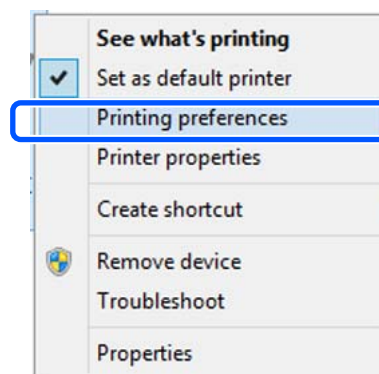 See what's printing
Set as default printer
Printing preferences
Printer properties
Create shortcut
Remove device
Troubleshoot
Properties